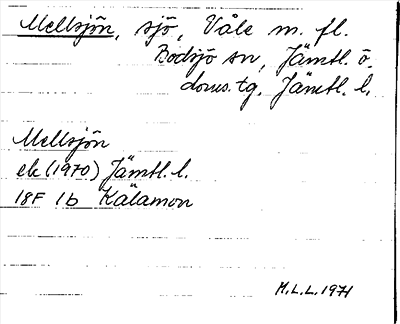 Mellsjön, sjö, Våle m. fl.
Bodsjö sn, Jämtl. ö.
doms. tg, Jämtl. l.
Mellsjön
ek (1970) Jämtl. l.
18F 1b Kälamon
M.L.L. 1971